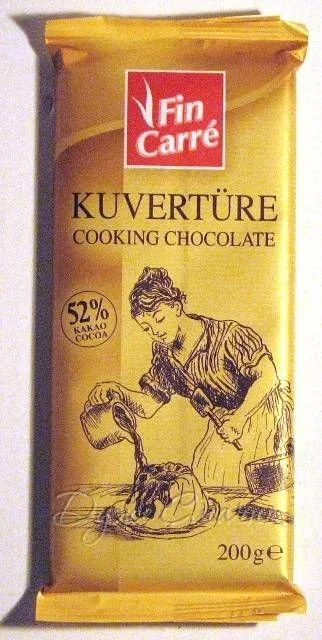 Fin
Carré
KUVERTÜRE
COOKING CHOCOLATE
52%
KAKAO
COCOA
200g e